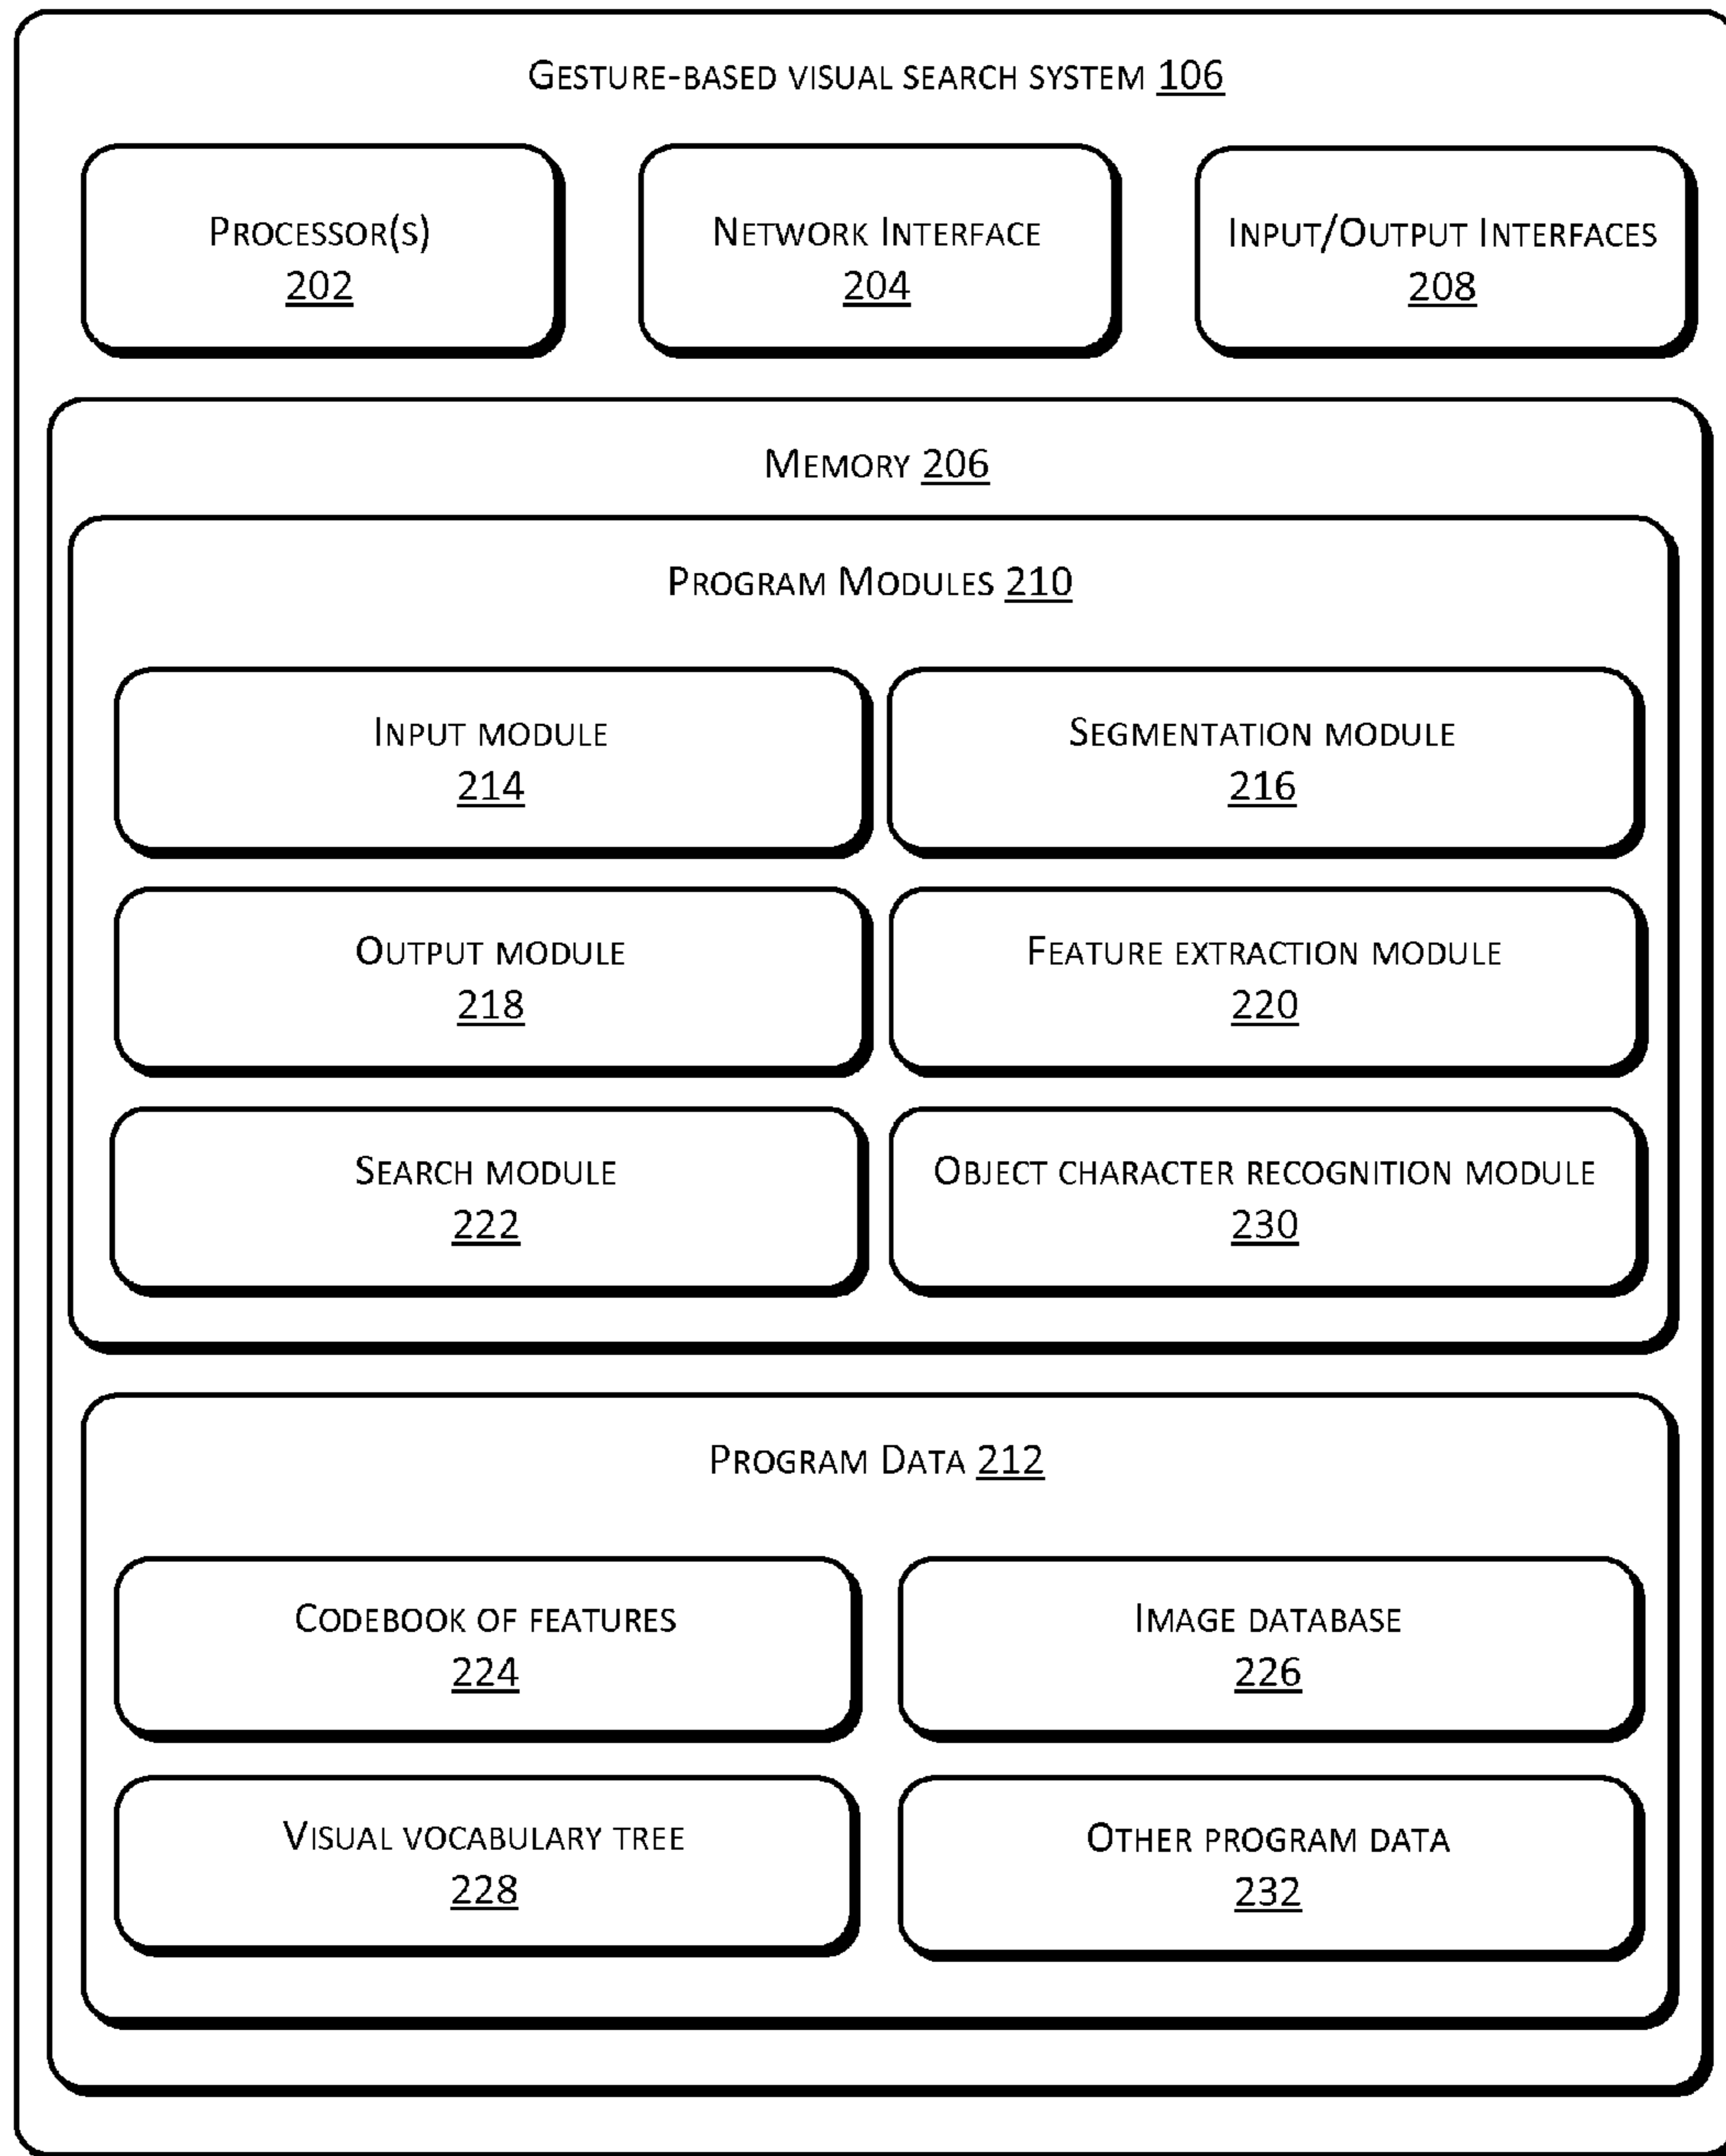 Gesture-based visual search system 106
Processor(s)
202
Network Interface
204
Input/Output Interfaces
208
Memory 206
Program Modules 210
Input module
214
Segmentation module
216
Output module
218
Feature extraction module
220
Search module
222
Object character recognition module
230
Program Data 212
Codebook of features
224
Image database
226
Visual vocabulary tree
228
Other program data
232